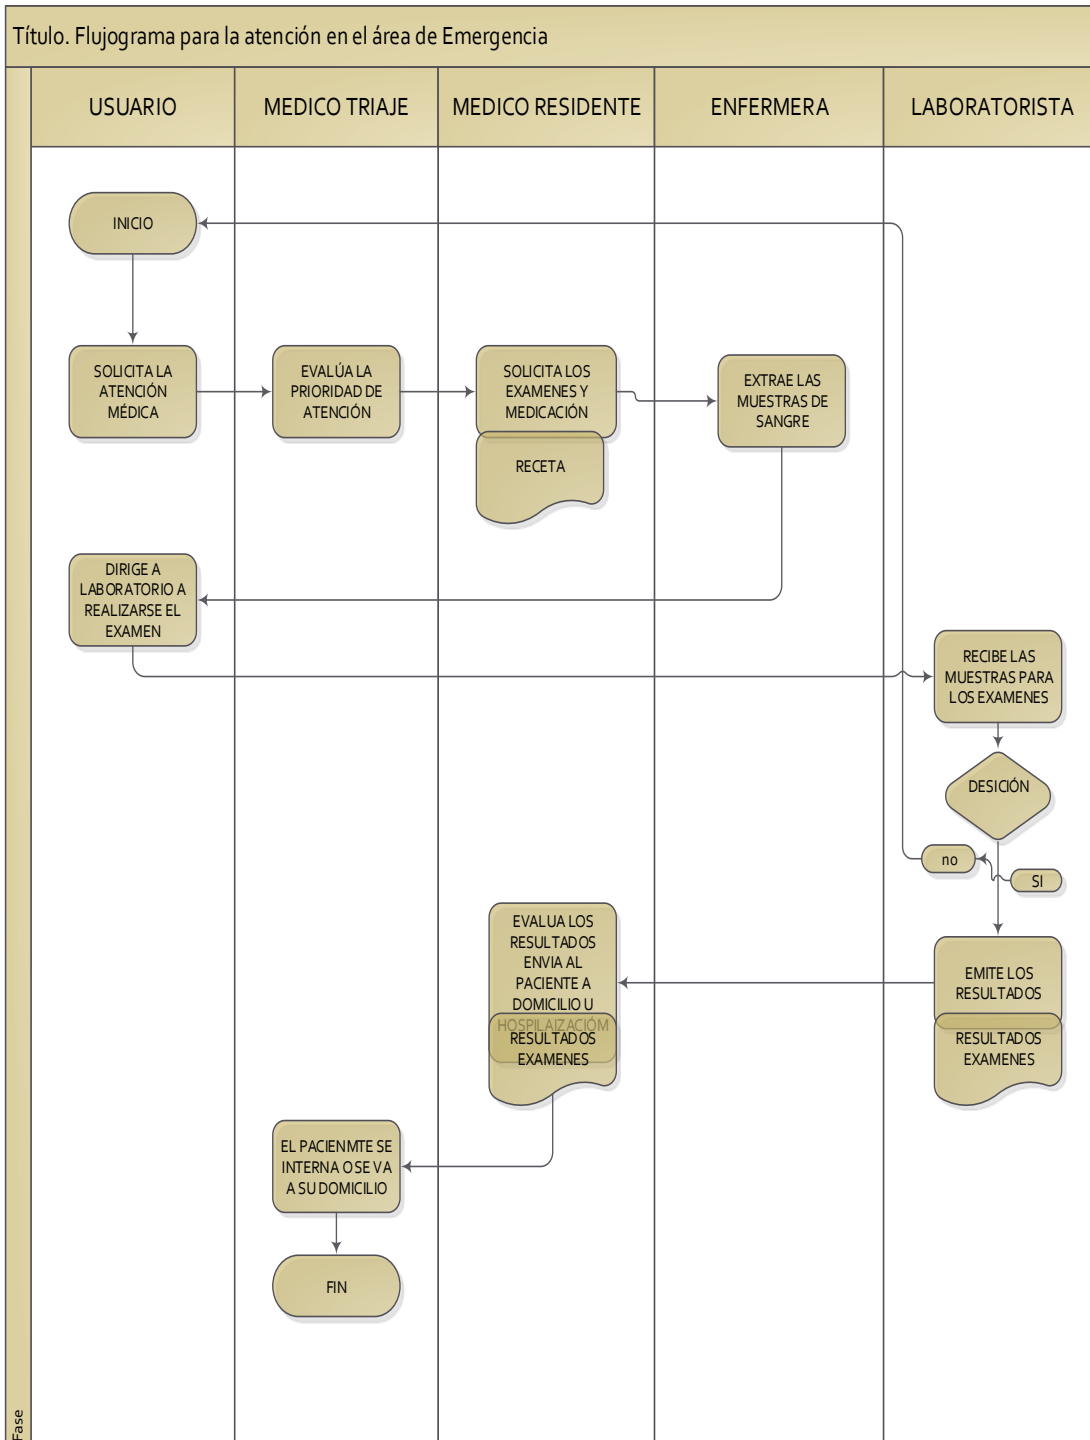 Título. Flujograma para la atención en el área de Emergencia
USUARIO
MEDICO TRIAJE
MEDICO RESIDENTE
ENFERMERA
LABORATORISTA
INICIO
SOLICITA LA
ATENCIÓN
MÉDICA
EVALÚA LA
PRIORIDAD DE
ATENCIÓN
SOLICITA LOS
EXAMENES Y
MEDICACIÓN
RECETA
EXTRAE LAS
MUESTRAS DE
SANGRE
DIRIGE A
LABORATORIO A
REALIZARSE EL
EXAMEN
RECIBE LAS
MUESTRAS PARA
LOS EXAMENES
DESICIÓN
no
SI
EMITE LOS
RESULTADOS
RESULTADOS
EXAMENES
EVALUA LOS
RESULTADOS
ENVIA AL
PACIENTE A
DOMICILIO U
HOSPILAIZACIÓM
RESULTADOS
EXAMENES
EL PACIENMTE SE
INTERNA O SE VA
A SU DOMICILIO
FIN
Fase